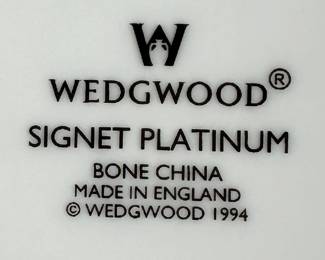 W
WEDGWOOD®
SIGNET PLATINUM
BONE CHINA
MADE IN ENGLAND
© WEDGWOOD 1994